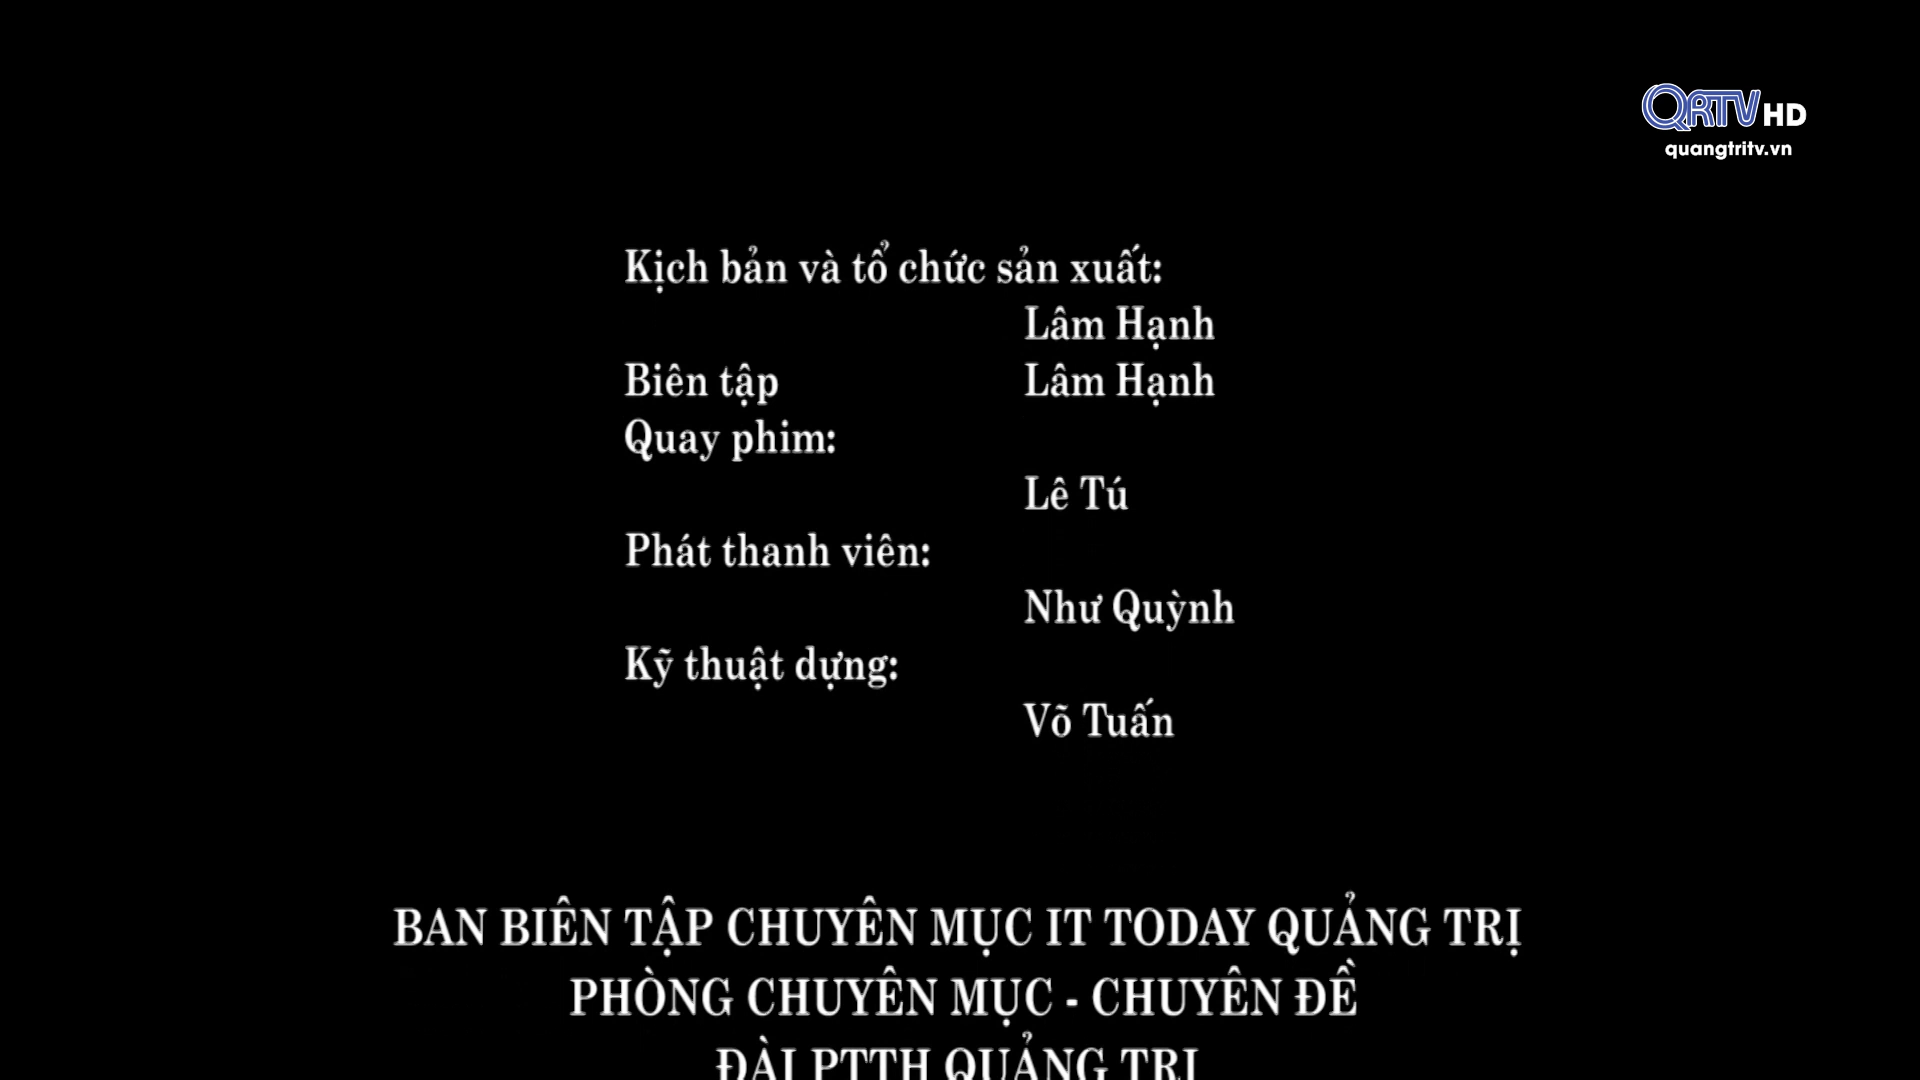 QRTV HD
quangtritv.vn
Kịch bản và tổ chức sản xuất:
Lâm Hạnh
Biên tập Lâm Hạnh
Quay phim:
Lê Tú
Phát thanh viên:
Như Quỳnh
Kỹ thuật dựng:
Võ Tuấn
BAN BIÊN TẬP CHUYÊN MỤC IT TODAY QUẢNG TRỊ
PHÒNG CHUYÊN MỤC - CHUYÊN ĐỀ
ĐÀI PTTH QUẢNG TRỊ